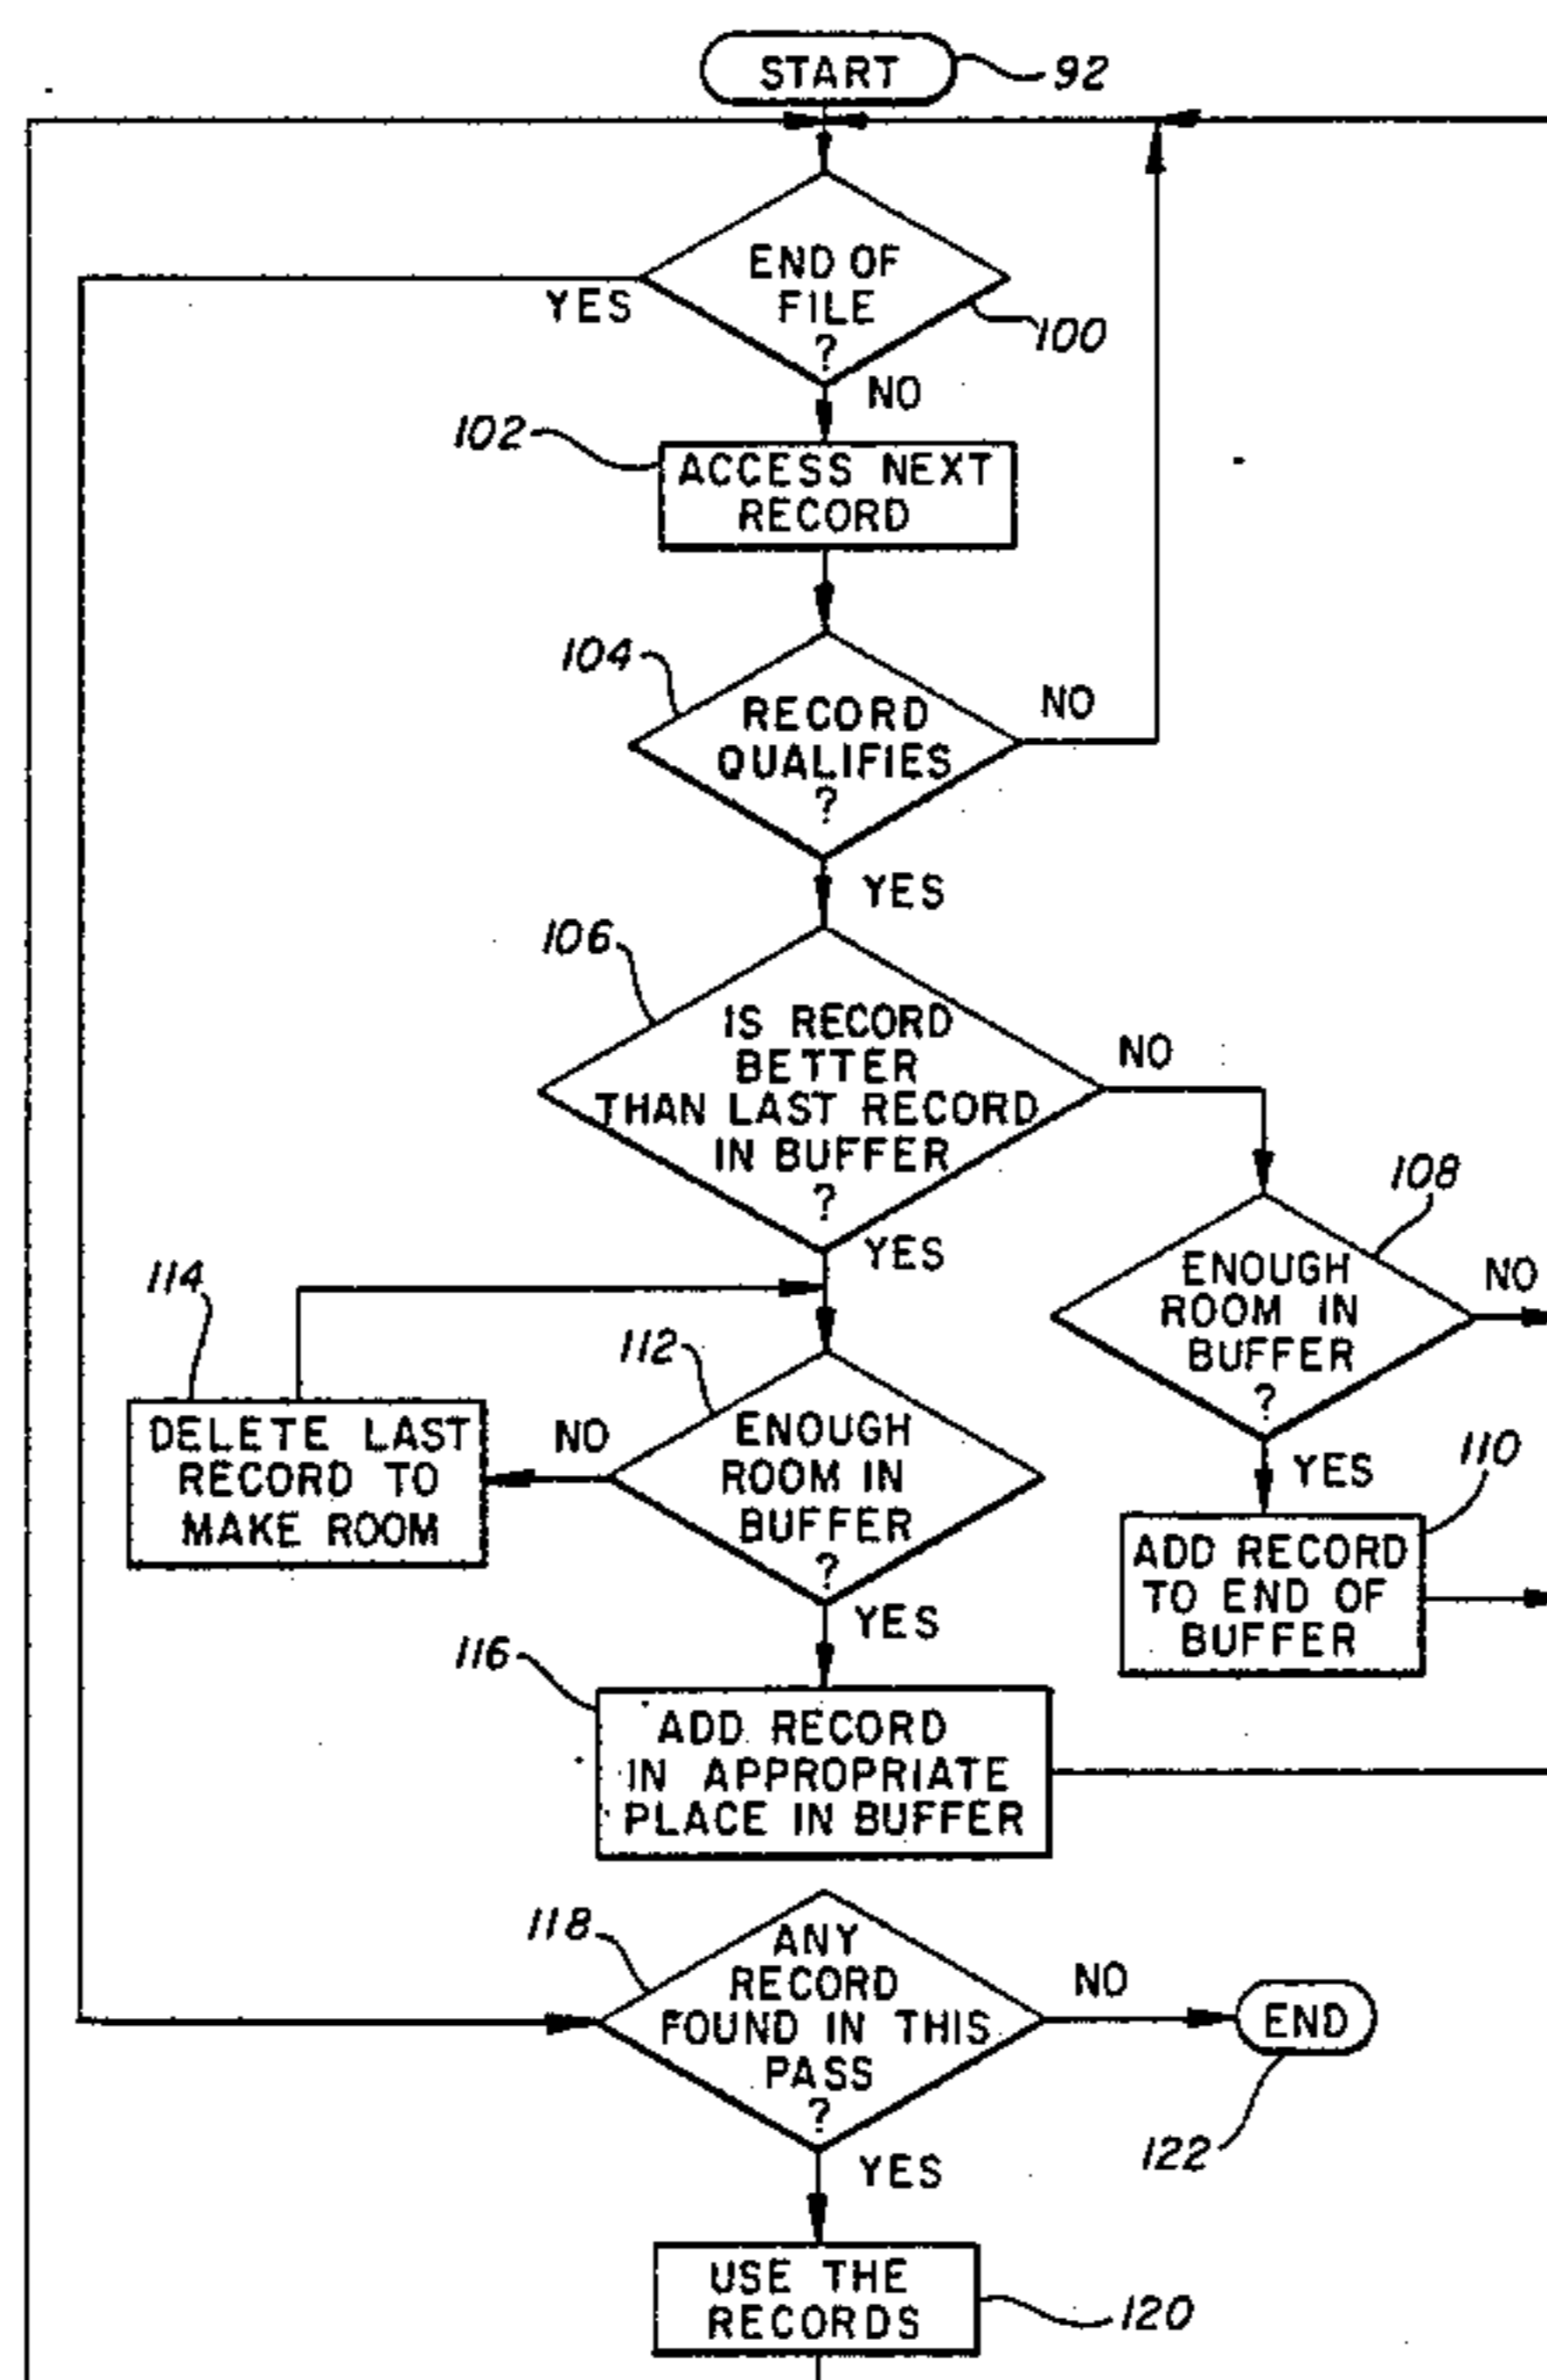 START
92
END OF
FILE
?
100
YES
NO
102
ACCESS NEXT
RECORD
104
RECORD
QUALIFIES
?
NO
YES
106
IS RECORD
BETTER
THAN LAST RECORD
IN BUFFER
?
NO
YES
108
ENOUGH
ROOM IN
BUFFER
?
NO
YES
110
ADD RECORD
TO END OF
BUFFER
114
DELETE LAST
RECORD TO
MAKE ROOM
112
ENOUGH
ROOM IN
BUFFER
?
NO
YES
116
ADD RECORD
IN APPROPRIATE
PLACE IN BUFFER
118
ANY
RECORD
FOUND IN THIS
PASS
?
NO
END
122
YES
USE THE
RECORDS
120